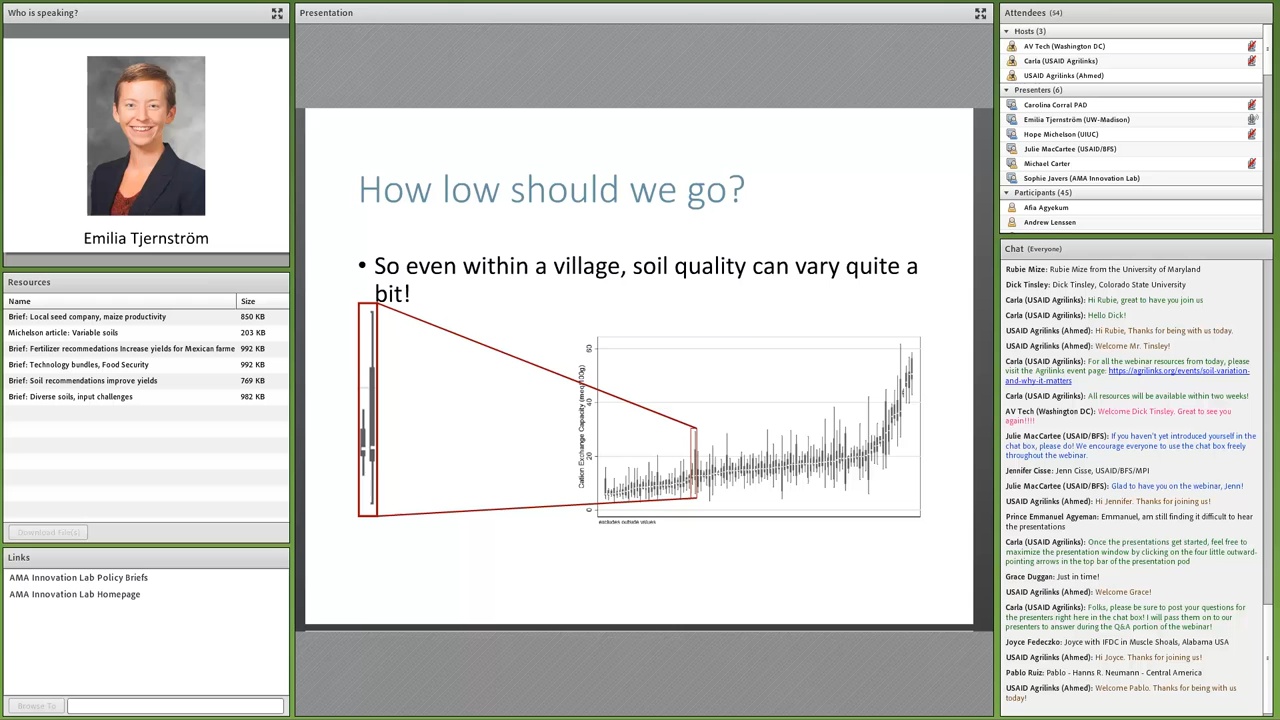 Who is speaking?
Emilia Tjernström
Resources
Name Size
Brief: Local seed company, maize productivity 850 KB
Michelson article: Variable soils 203 KB
Brief: Fertilizer recommendations Increase yields for Mexican farme 992 KB
Brief: Technology bundles, Food Security 992 KB
Brief: Soil recommendations improve yields 769 KB
Brief: Diverse soils, input challenges 982 KB
Download File(s)
Links
AMA Innovation Lab Policy Briefs
AMA Innovation Lab Homepage
Browse To
Presentation
How low should we go?
• So even within a village, soil quality can vary quite a
bit!
Cation Exchange Capacity (meq/100g)
60
40
20
0
excludes outside values
Attendees (54)
Hosts (3)
AV Tech (Washington DC)
Carla (USAID Agrilinks)
USAID Agrilinks (Ahmed)
Presenters (6)
Carolina Corral PAD
Emilia Tjernström (UW-Madison)
Hope Michelson (UIUC)
Julie MacCartee (USAID/BFS)
Michael Carter
Sophie Javers (AMA Innovation Lab)
Participants (45)
Afia Agyekum
Andrew Lenssen
Chat (Everyone)
Rubie Mize: Rubie Mize from the University of Maryland
Dick Tinsley: Dick Tinsley, Colorado State University
Carla (USAID Agrilinks): Hi Rubie, great to have you join us
Carla (USAID Agrilinks): Hello Dick!
USAID Agrilinks (Ahmed): Hi Rubie, Thanks for being with us today.
USAID Agrilinks (Ahmed): Welcome Mr. Tinsley!
Carla (USAID Agrilinks): For all the webinar resources from today, please
visit the Agrilinks event page: https://agrilinks.org/events/soil-variation-
and-why-it-matters
Carla (USAID Agrilinks): All resources will be available within two weeks!
AV Tech (Washington DC): Welcome Dick Tinsley. Great to see you
again!!!!
Julie MacCartee (USAID/BFS): If you haven't yet introduced yourself in the
chat box, please do! We encourage everyone to use the chat box freely
throughout the webinar.
Jennifer Cisse: Jenn Cisse, USAID/BFS/MPI
Julie MacCartee (USAID/BFS): Glad to have you on the webinar, Jenn!
USAID Agrilinks (Ahmed): Hi Jennifer. Thanks for joining us!
Prince Emmanuel Agyeman: Emmanuel, am still finding it difficult to hear
the presentations
Carla (USAID Agrilinks): Once the presentations get started, feel free to
maximize the presentation window by clicking on the four little outward-
pointing arrows in the top bar of the presentation pod
Grace Duggan: Just in time!
USAID Agrilinks (Ahmed): Welcome Grace!
Carla (USAID Agrilinks): Folks, please be sure to post your questions for
the presenters right here in the chat box! I will pass them on to our
presenters to answer during the Q&A portion of the webinar!
Joyce Fedeczko: Joyce with IFDC in Muscle Shoals, Alabama USA
USAID Agrilinks (Ahmed): Hi Joyce. Thanks for joining us!
Pablo Ruiz: Pablo - Hanns R. Neumann - Central America
USAID Agrilinks (Ahmed): Welcome Pablo. Thanks for being with us
today!